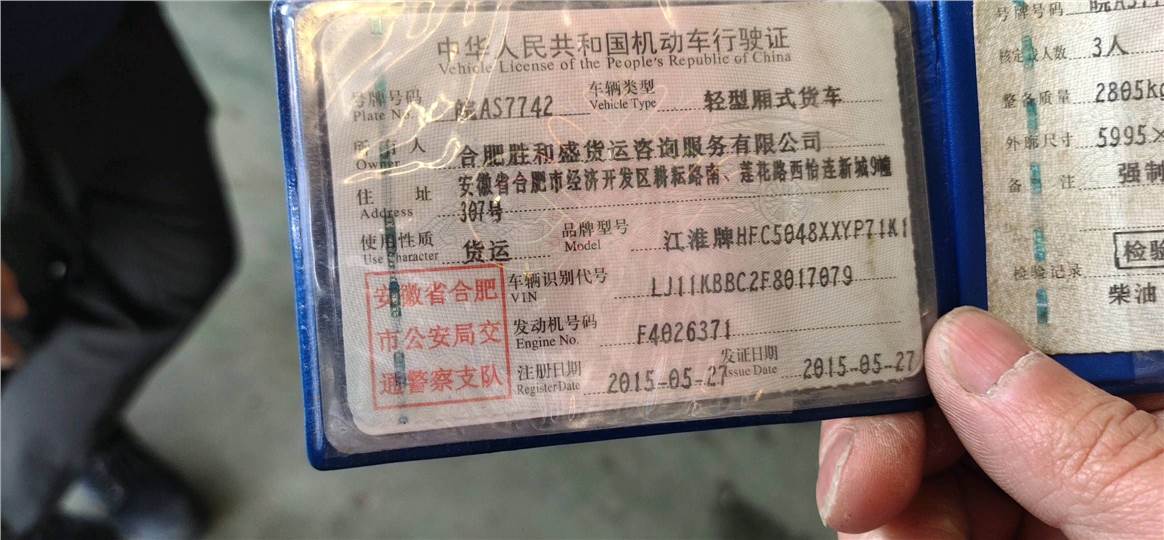 中华人民共和国机动车行驶证
Vehicle License of the People's Republic of China
号牌号码 皖AS7742 车辆类型 轻型厢式货车
Plate No. Vehicle Type
所有人 合肥胜和盛货运咨询服务有限公司
Owner
住址 安徽省合肥市经济开发区耕耘路南、莲花路西怡连新城9幢
Address 307号
使用性质 货运 品牌型号 江淮牌HFC5048XXYP71K1
Use Character Model
车辆识别代号 LJ11KBBC2F8017079
VIN
发动机号码 F4026371
Engine No.
注册日期 2015-05-27 发证日期 2015-05-27
Register Date Issue Date
安徽省合肥
市公安局交
通警察支队
号牌号码
核定载人数 3人
整备质量 2805kg
外廓尺寸 5995×
备注 强制
检验记录 检验
柴油